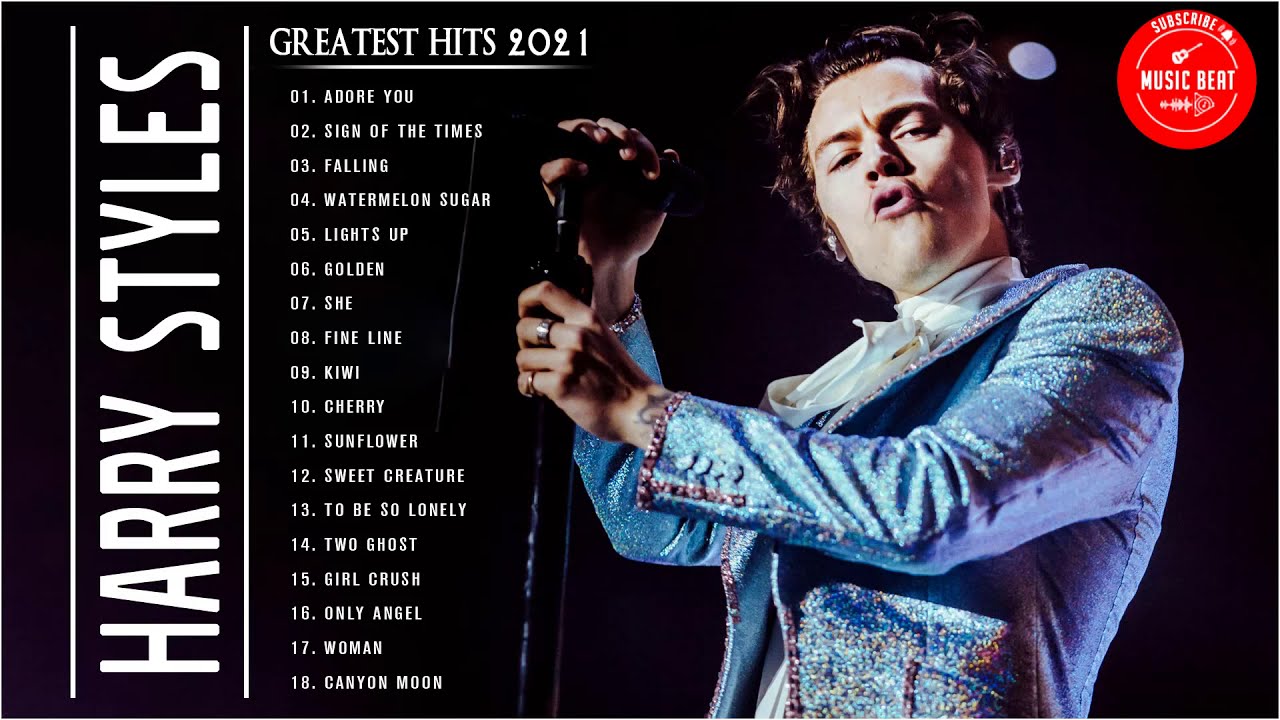 HARRY STYLES
GREATEST HITS 2021
01. ADORE YOU
02. SIGN OF THE TIMES
03. FALLING
04. WATERMELON SUGAR
05. LIGHTS UP
06. GOLDEN
07. SHE
08. FINE LINE
09. KIWI
10. CHERRY
11. SUNFLOWER
12. SWEET CREATURE
13. TO BE SO LONELY
14. TWO GHOST
15. GIRL CRUSH
16. ONLY ANGEL
17. WOMAN
18. CANYON MOON
SUBSCRIBE
MUSIC BEAT